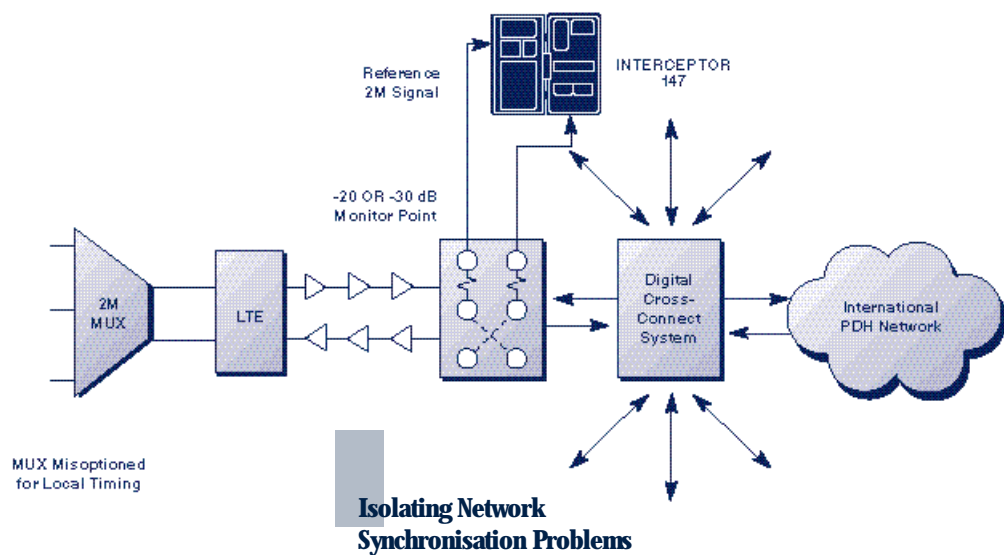 Reference
2M Signal
INTERCEPTOR
147
-20 OR -30 dB
Monitor Point
2M
MUX
LTE
Digital
Cross-
Connect
System
International
PDH Network
MUX Misoptioned
for Local Timing
Isolating Network
Synchronisation Problems